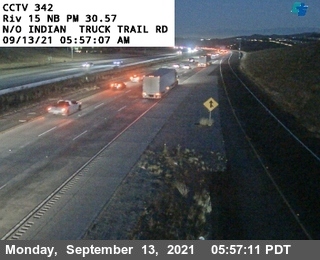 CCTV 342
Riv 15 NB PM 30.57
N/O INDIAN TRUCK TRAIL RD
09/13/21 05:57:07 AM
Monday, September 13, 2021 05:57:11 PDT